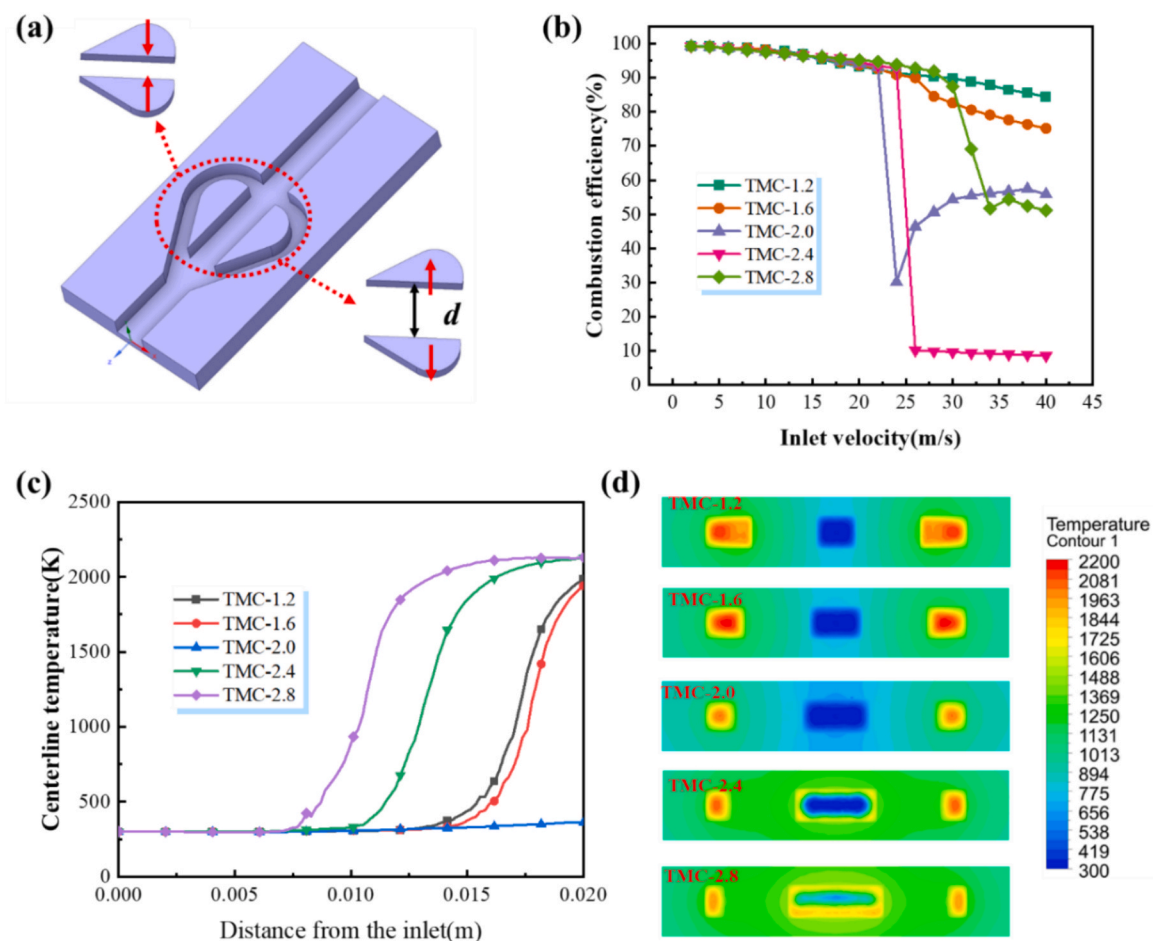 (a)
d
(b)
Combustion efficiency(%)
100
90
80
70
60
50
40
30
20
10
0
TMC-1.2
TMC-1.6
TMC-2.0
TMC-2.4
TMC-2.8
0 5 10 15 20 25 30 35 40 45
Inlet velocity(m/s)
(c)
Centerline temperature(K)
2500
2000
1500
1000
500
0
TMC-1.2
TMC-1.6
TMC-2.0
TMC-2.4
TMC-2.8
0.000 0.005 0.010 0.015 0.020
Distance from the inlet(m)
(d)
TMC-1.2
TMC-1.6
TMC-2.0
TMC-2.4
TMC-2.8
Temperature
Contour 1
2200
2081
1963
1844
1725
1606
1488
1369
1250
1131
1013
894
775
656
538
419
300